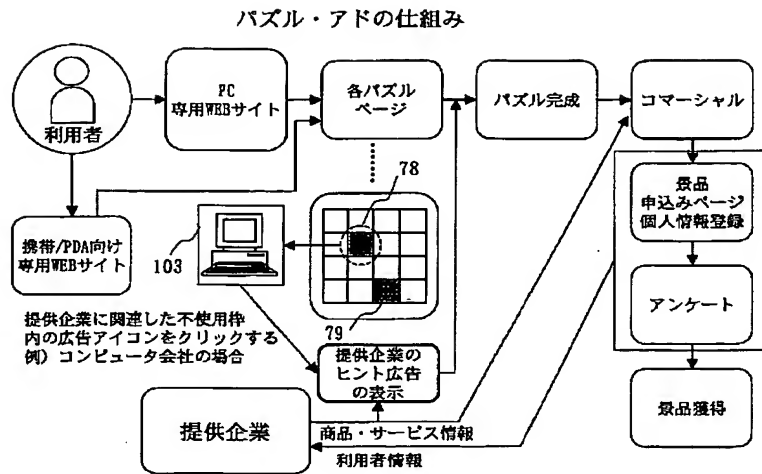 パズル・アドの仕組み
利用者
PC
専用WEBサイト
各パズル
ページ
パズル完成
コマーシャル
携帯/PDA向け
専用WEBサイト
103
78
79
景品
申込みページ
個人情報登録
アンケート
景品獲得
提供企業に関連した不使用枠
内の広告アイコンをクリックする
例）コンピュータ会社の場合
提供企業の
ヒント広告
の表示
提供企業
商品・サービス情報
利用者情報